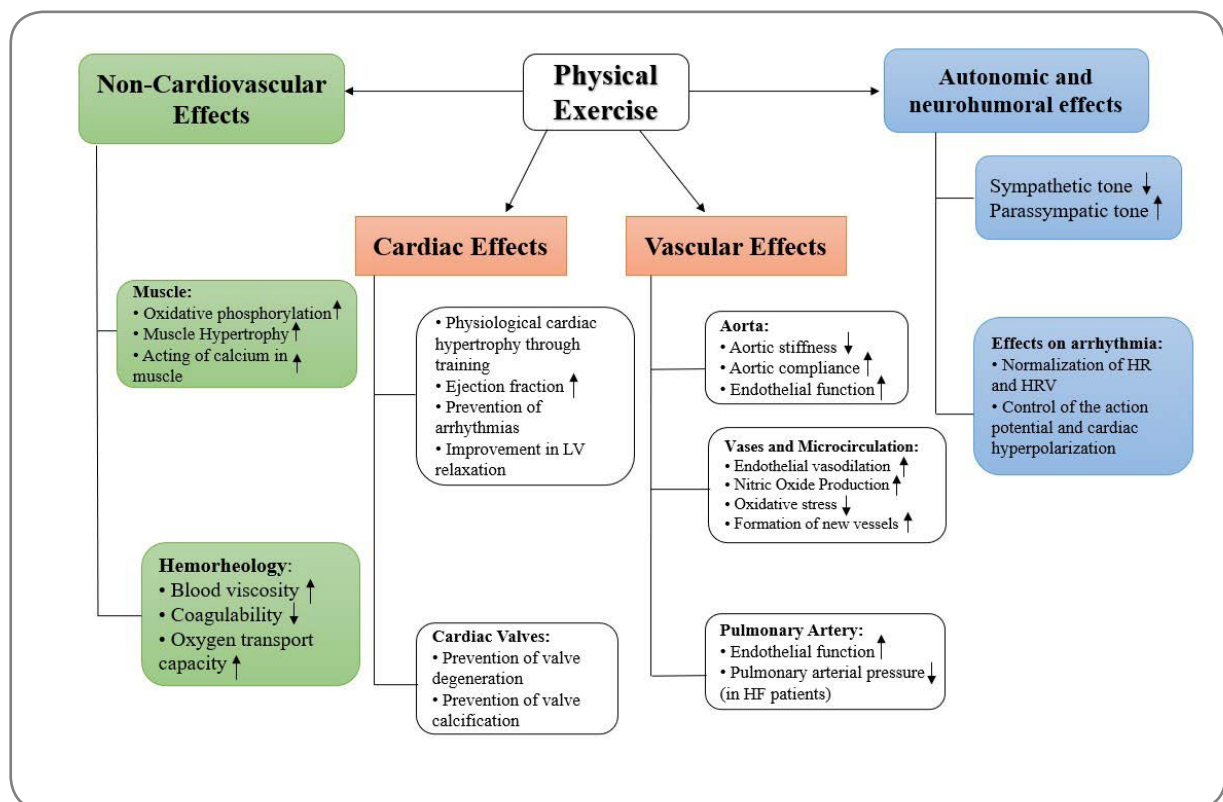 Physical
Exercise
Non-Cardiovascular
Effects
Muscle:
• Oxidative phosphorylation ↑
• Muscle Hypertrophy ↑
• Acting of calcium in ↑
muscle
Hemorheology:
• Blood viscosity ↑
• Coagulability ↓
• Oxygen transport
capacity ↑
Cardiac Effects
• Physiological cardiac
hypertrophy through
training
• Ejection fraction ↑
• Prevention of
arrhythmias
• Improvement in LV
relaxation
Cardiac Valves:
• Prevention of valve
degeneration
• Prevention of valve
calcification
Vascular Effects
Aorta:
• Aortic stiffness ↓
• Aortic compliance ↑
• Endothelial function ↑
Vases and Microcirculation:
• Endothelial vasodilation ↑
• Nitric Oxide Production ↑
• Oxidative stress ↓
• Formation of new vessels ↑
Pulmonary Artery:
• Endothelial function ↑
• Pulmonary arterial pressure ↓
(in HF patients)
Autonomic and
neurohumoral effects
Sympathetic tone ↓
Parassympatic tone ↑
Effects on arrhythmia:
• Normalization of HR
and HRV
• Control of the action
potential and cardiac
hyperpolarization